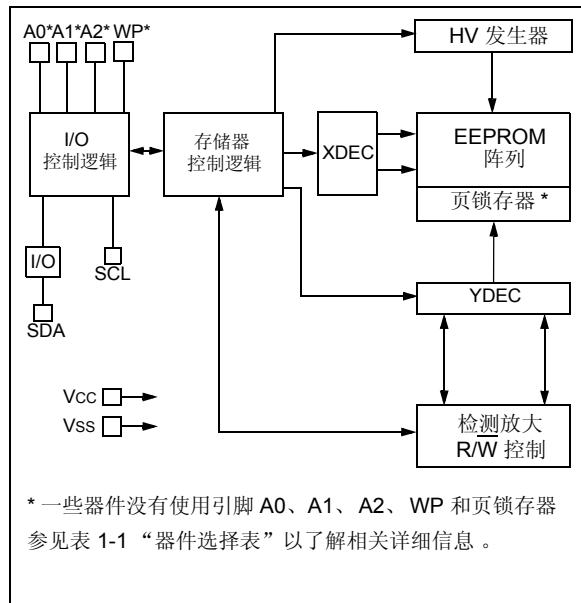 A0* A1* A2* WP*
HV 发生器
I/O
控制逻辑
存储器
控制逻辑
XDEC
EEPROM
阵列
页锁存器 *
I/O
SCL
SDA
YDEC
Vcc
Vss
检测放大
R/W̅ 控制
* 一些器件没有使用引脚 A0、A1、 A2、 WP 和页锁存器
参见表 1-1 “器件选择表”以了解相关详细信息 。